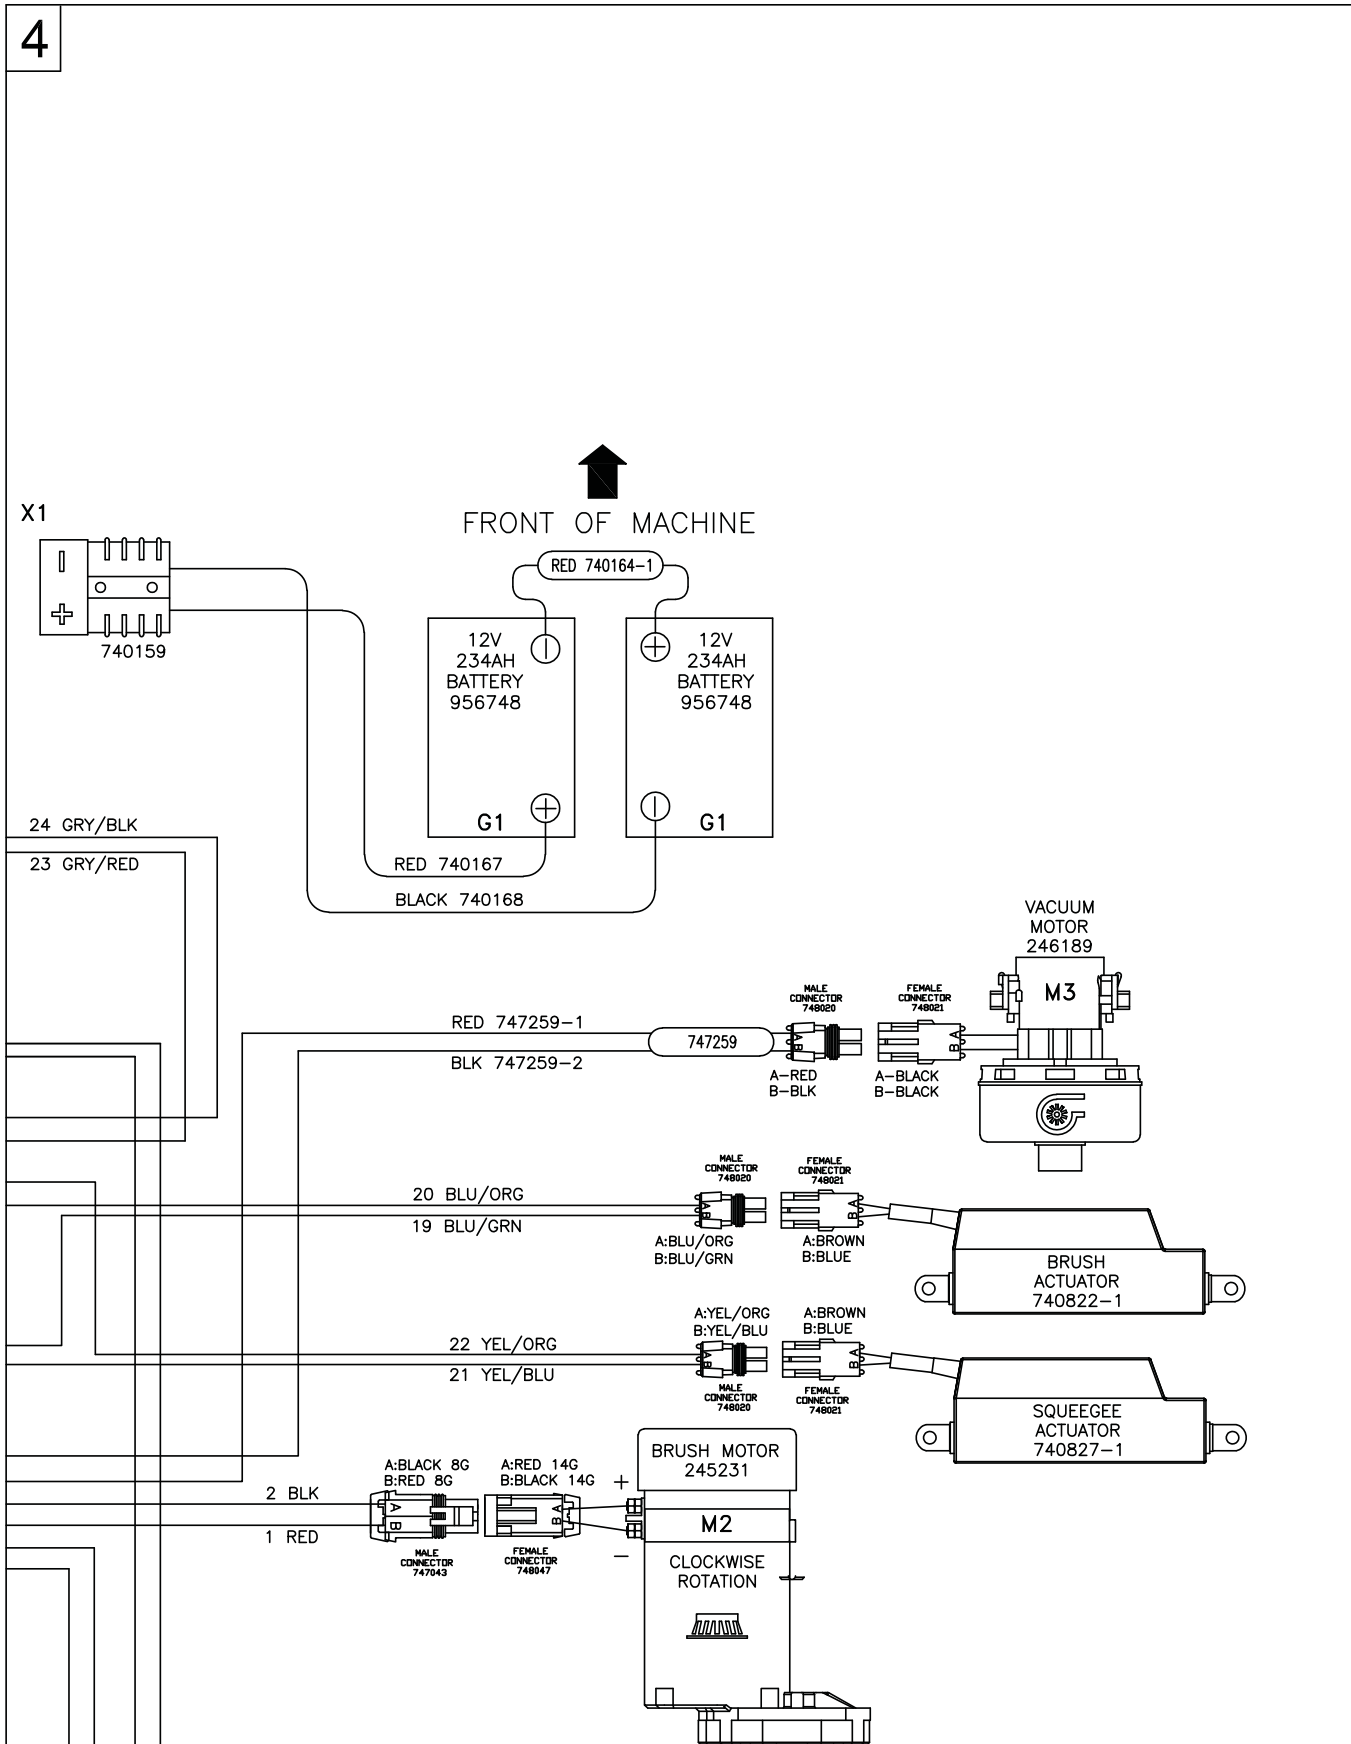 4
X1
FRONT OF MACHINE
RED 740164-1
740159
12V
234AH
BATTERY
956748
G1
12V
234AH
BATTERY
956748
G1
24 GRY/BLK
23 GRY/RED
RED 740167
BLACK 740168
VACUUM
MOTOR
246189
M3
MALE
CONNECTOR
748020
FEMALE
CONNECTOR
748021
RED 747259-1
747259
BLK 747259-2
A
B
A
B
A-RED
B-BLK
A-BLACK
B-BLACK
MALE
CONNECTOR
748020
FEMALE
CONNECTOR
748021
20 BLU/ORG
19 BLU/GRN
A
B
A
B
A:BLU/ORG
B:BLU/GRN
A:BROWN
B:BLUE
BRUSH
ACTUATOR
740822-1
A:YEL/ORG
B:YEL/BLU
A:BROWN
B:BLUE
22 YEL/ORG
21 YEL/BLU
A
B
A
B
MALE
CONNECTOR
748020
FEMALE
CONNECTOR
748021
SQUEEGEE
ACTUATOR
740827-1
BRUSH MOTOR
245231
A:BLACK 8G
B:RED 8G
A:RED 14G
B:BLACK 14G
+
2 BLK
1 RED
A
B
A
B
M2
-
MALE
CONNECTOR
747043
FEMALE
CONNECTOR
748047
CLOCKWISE
ROTATION